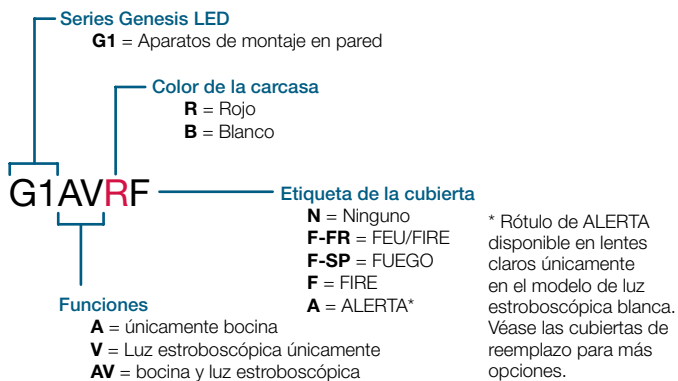 Series Genesis LED
G1 = Aparatos de montaje en pared
Color de la carcasa
R = Rojo
B = Blanco
G1AVRF
Etiqueta de la cubierta
N = Ninguno
F-FR = FEU/FIRE
F-SP = FUEGO
F = FIRE
A = ALERTA*
* Rótulo de ALERTA
disponible en lentes
claros únicamente
en el modelo de luz
estroboscópica blanca.
Véase las cubiertas de
reemplazo para más
opciones.
Funciones
A = únicamente bocina
V = Luz estroboscópica únicamente
AV = bocina y luz estroboscópica